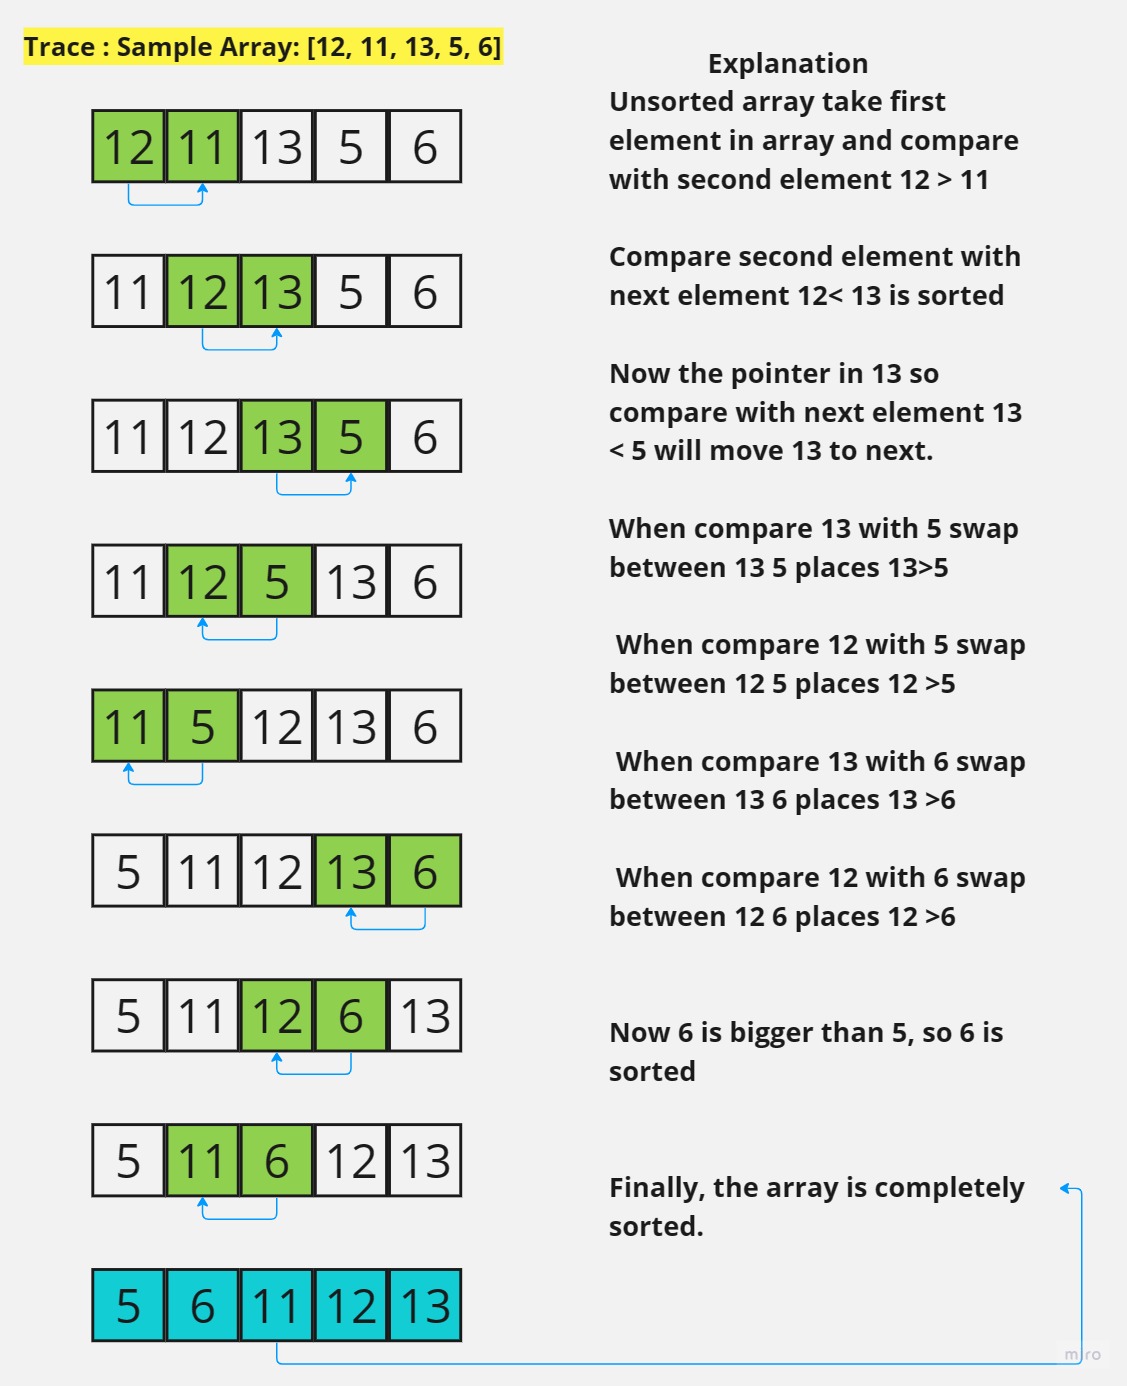 Trace : Sample Array: [12, 11, 13, 5, 6]
12 11 13 5 6
11 12 13 5 6
11 12 13 5 6
11 12 5 13 6
11 5 12 13 6
5 11 12 13 6
5 11 12 6 13
5 11 6 12 13
5 6 11 12 13
Explanation
Unsorted array take first
element in array and compare
with second element 12 > 11
Compare second element with
next element 12< 13 is sorted
Now the pointer in 13 so
compare with next element 13
< 5 will move 13 to next.
When compare 13 with 5 swap
between 13 5 places 13>5
When compare 12 with 5 swap
between 12 5 places 12 >5
When compare 13 with 6 swap
between 13 6 places 13 >6
When compare 12 with 6 swap
between 12 6 places 12 >6
Now 6 is bigger than 5, so 6 is
sorted
Finally, the array is completely
sorted.
miro